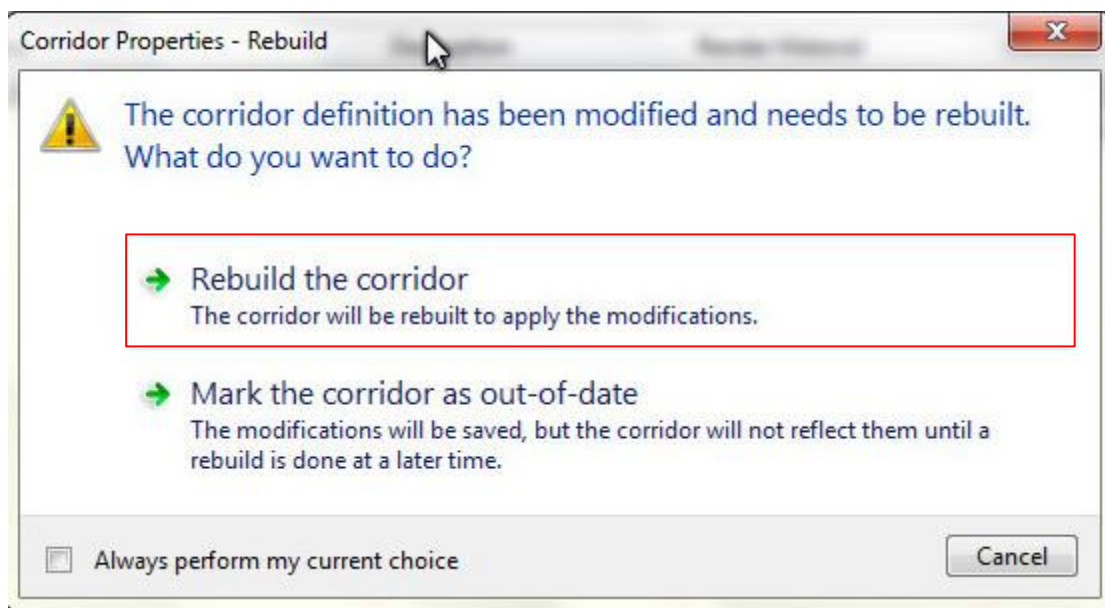 Corridor Properties - Rebuild
The corridor definition has been modified and needs to be rebuilt.
What do you want to do?
Rebuild the corridor
The corridor will be rebuilt to apply the modifications.
Mark the corridor as out-of-date
The modifications will be saved, but the corridor will not reflect them until a
rebuild is done at a later time.
Always perform my current choice
Cancel